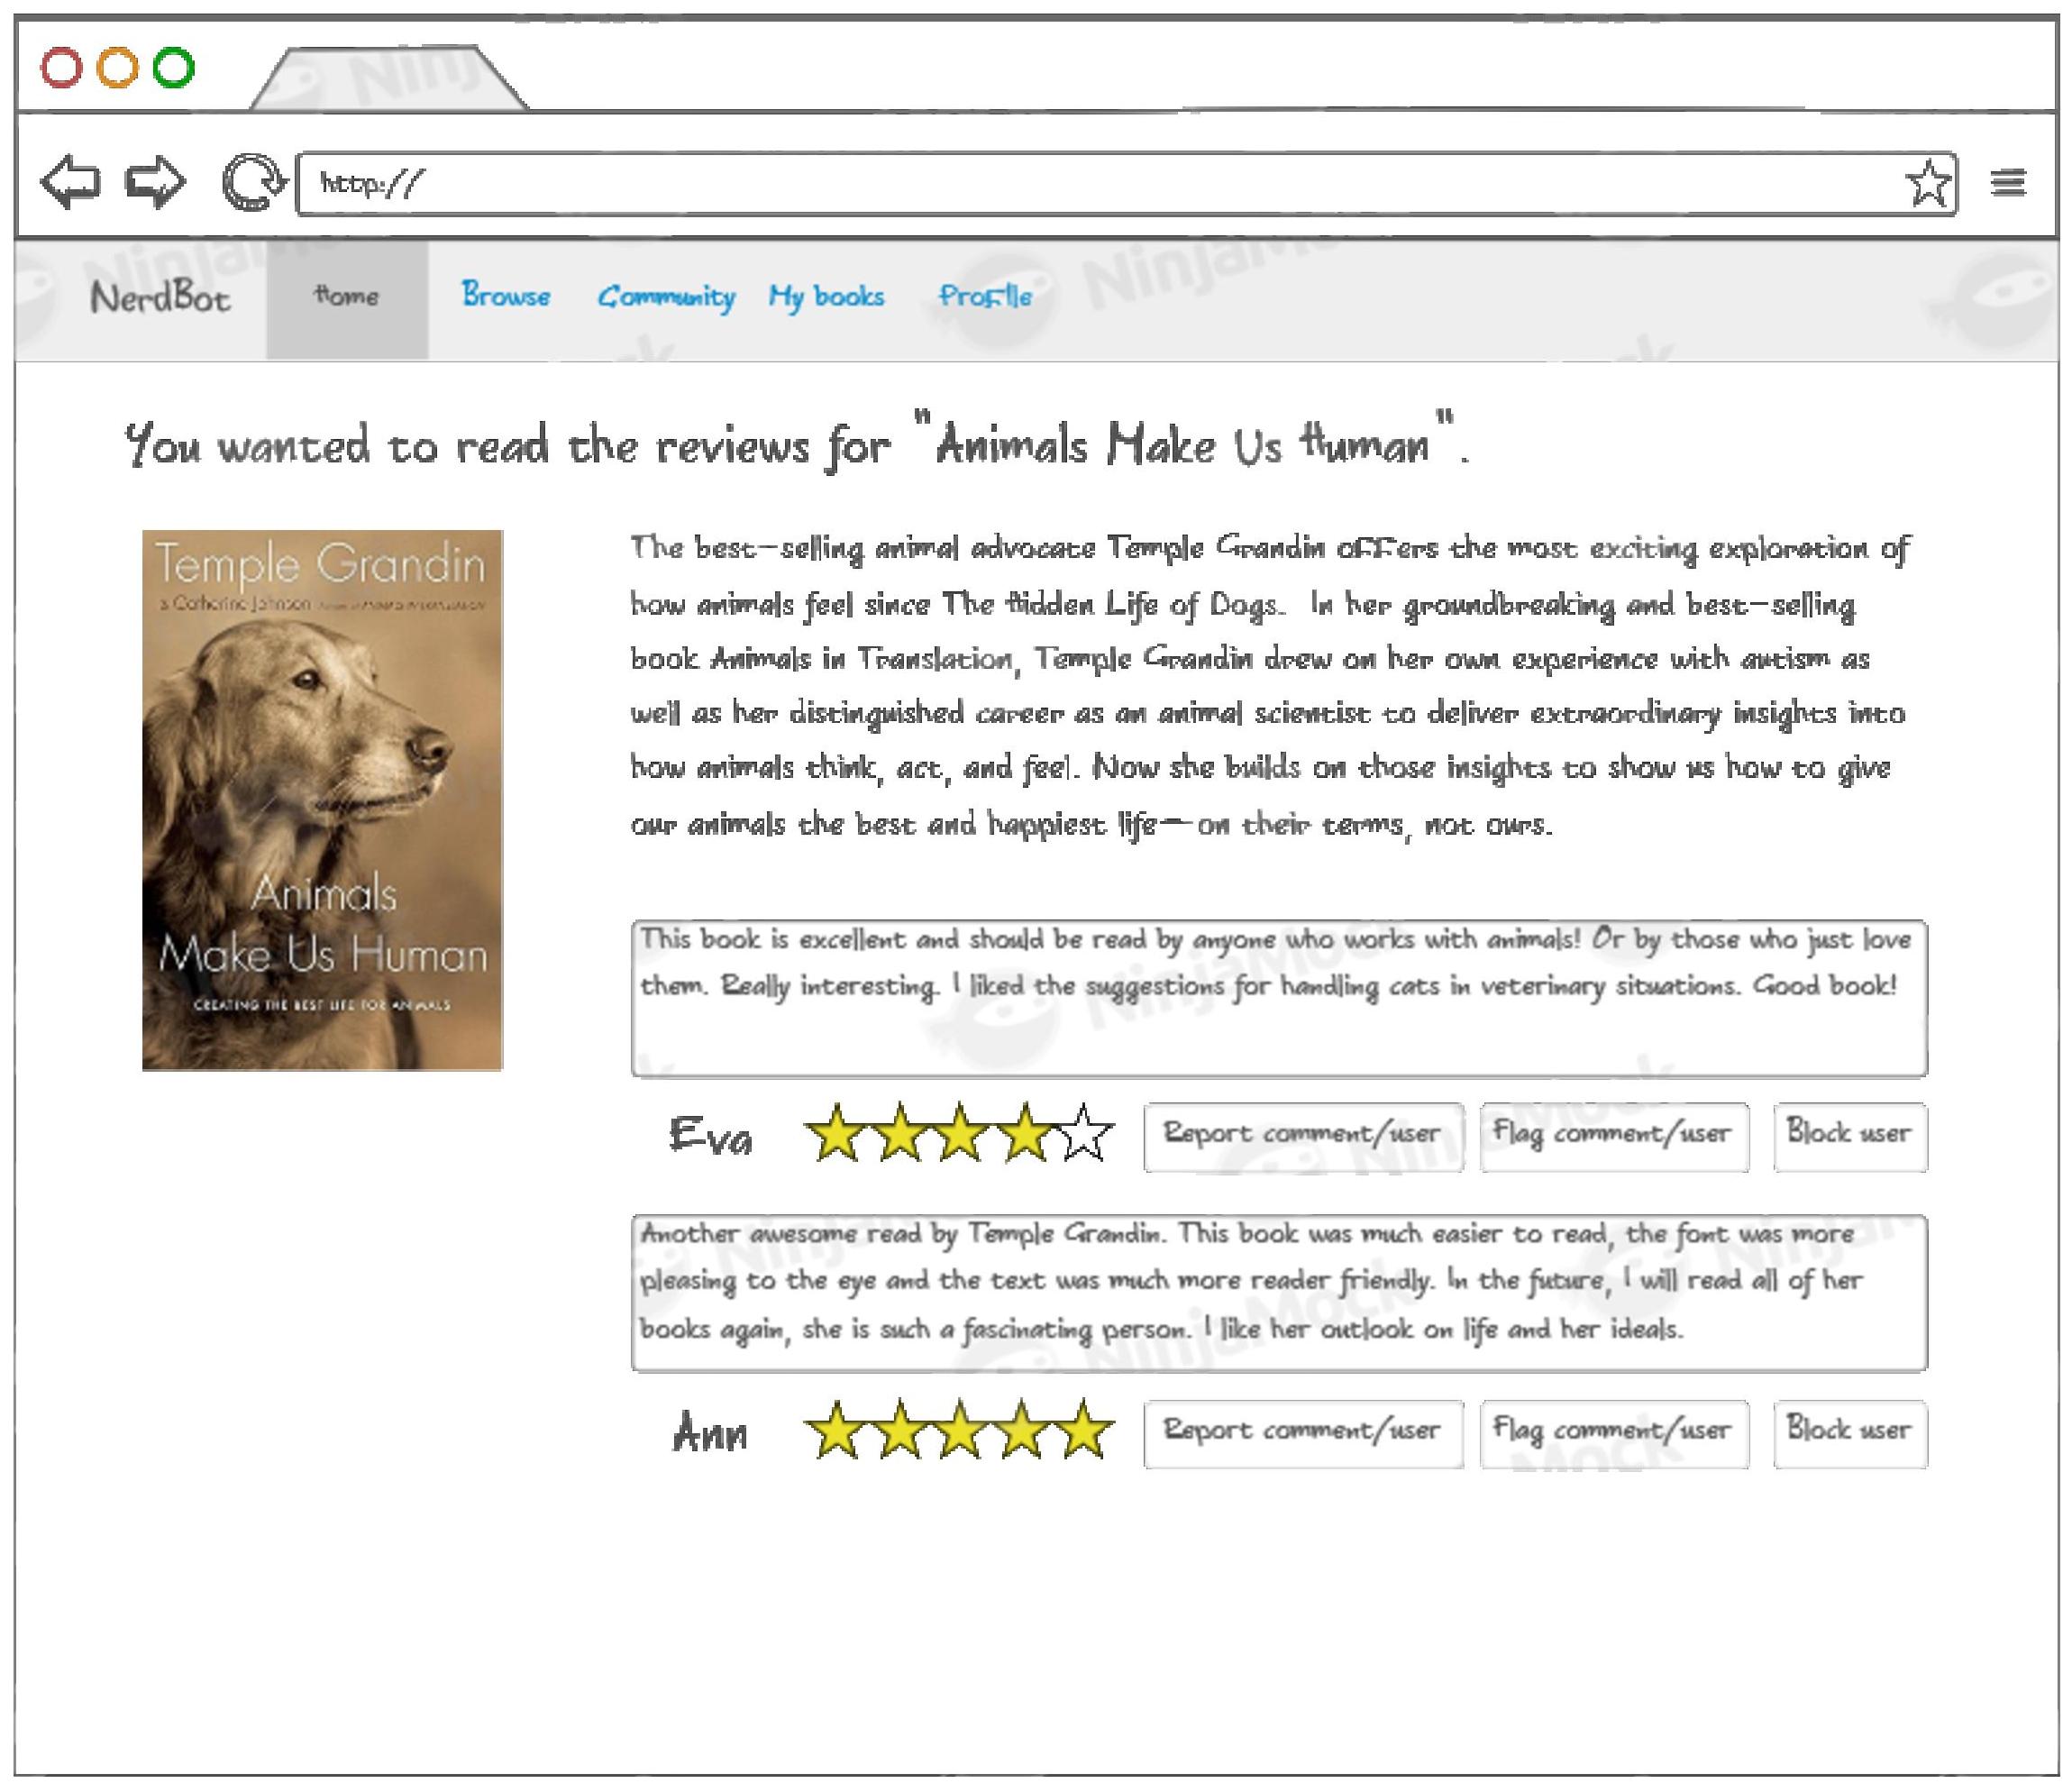 http://
NerdBot Home Browse Community My books Profile
You wanted to read the reviews for "Animals Make Us Human".
Temple Grandin
& Catherine Johnson
Animals
Make Us Human
CREATING THE BEST LIFE FOR ANIMALS
The best-selling animal advocate Temple Grandin offers the most exciting exploration of
how animals feel since The Hidden Life of Dogs. In her groundbreaking and best-selling
book Animals in Translation, Temple Grandin drew on her own experience with autism as
well as her distinguished career as an animal scientist to deliver extraordinary insights into
how animals think, act, and feel. Now she builds on those insights to show us how to give
our animals the best and happiest life—on their terms, not ours.
This book is excellent and should be read by anyone who works with animals! Or by those who just love
them. Really interesting. I liked the suggestions for handling cats in veterinary situations. Good book!
Eva Report comment/user Flag comment/user Block user
Another awesome read by Temple Grandin. This book was much easier to read, the font was more
pleasing to the eye and the text was much more reader friendly. In the future, I will read all of her
books again, she is such a fascinating person. I like her outlook on life and her ideals.
Ann Report comment/user Flag comment/user Block user
NinjaMock